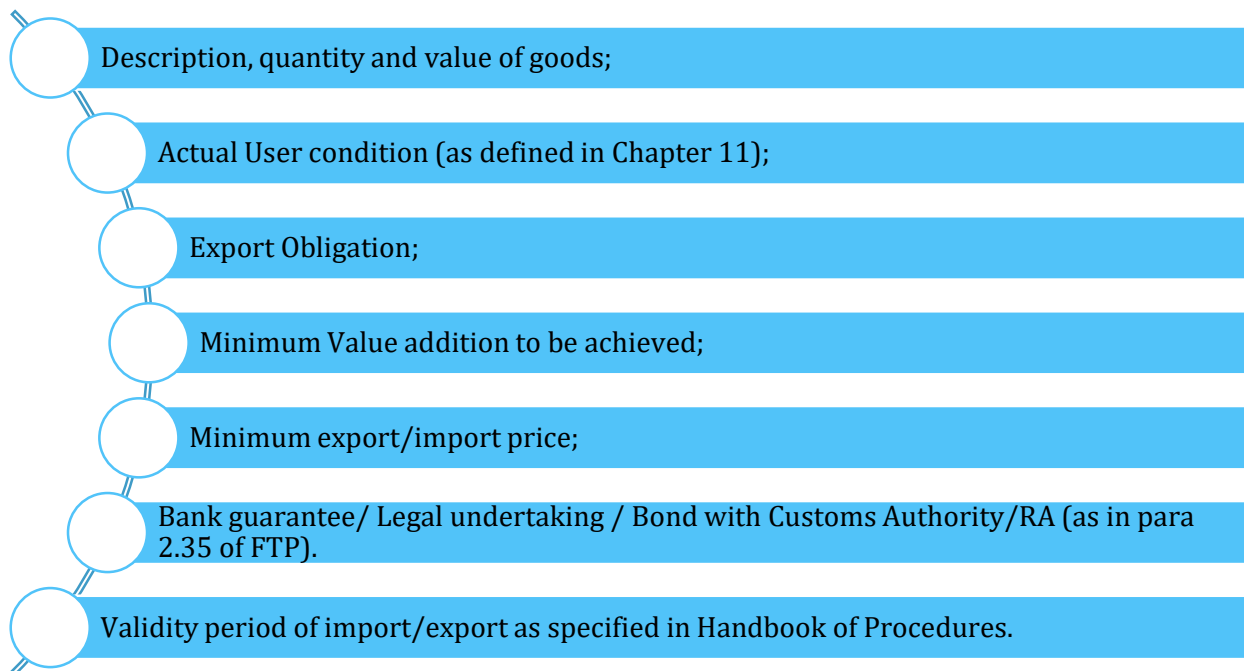 Description, quantity and value of goods;
Actual User condition (as defined in Chapter 11);
Export Obligation;
Minimum Value addition to be achieved;
Minimum export/import price;
Bank guarantee/ Legal undertaking / Bond with Customs Authority/RA (as in para
2.35 of FTP).
Validity period of import/export as specified in Handbook of Procedures.